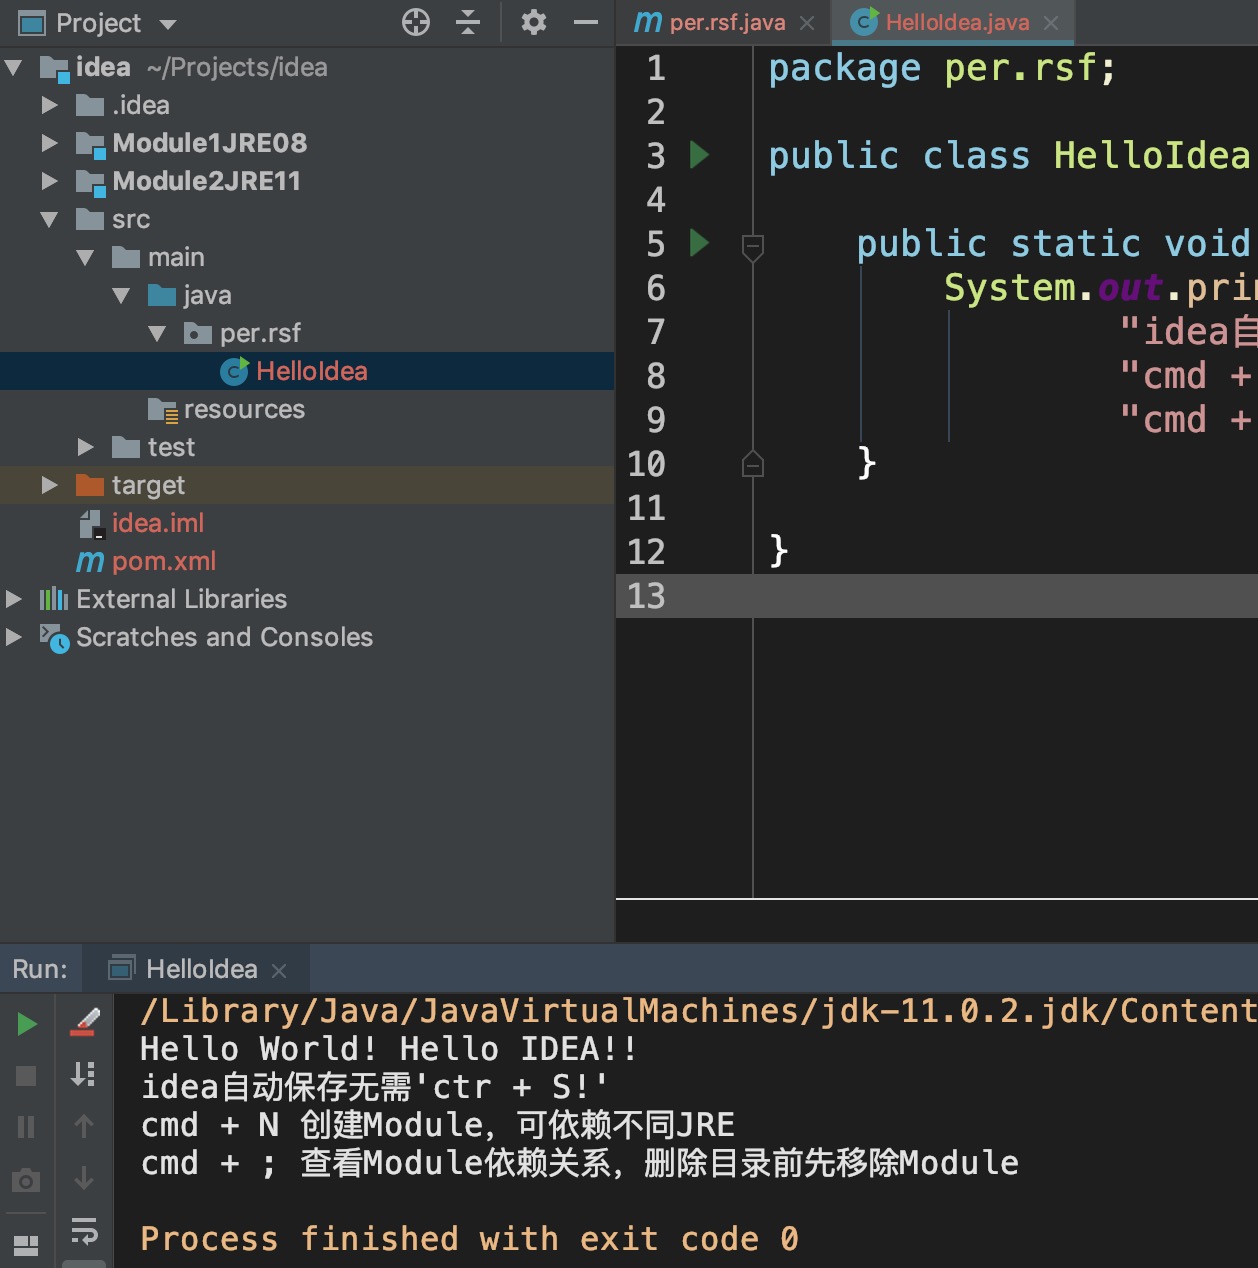 Project
idea ~/Projects/idea
.idea
Module1JRE08
Module2JRE11
src
main
java
per.rsf
HelloIdea
resources
test
target
idea.iml
m pom.xml
External Libraries
Scratches and Consoles
m per.rsf.java
C HelloIdea.java
1 package per.rsf;
2
3 public class HelloIdea
4
5 public static void
6 System.out.prin
7 "idea自
8 "cmd +
9 "cmd +
10 }
11
12 }
13
Run: HelloIdea
/Library/Java/JavaVirtualMachines/jdk-11.0.2.jdk/Content
Hello World! Hello IDEA!!
idea自动保存无需'ctr + S!'
cmd + N 创建Module，可依赖不同JRE
cmd + ; 查看Module依赖关系，删除目录前先移除Module
Process finished with exit code 0